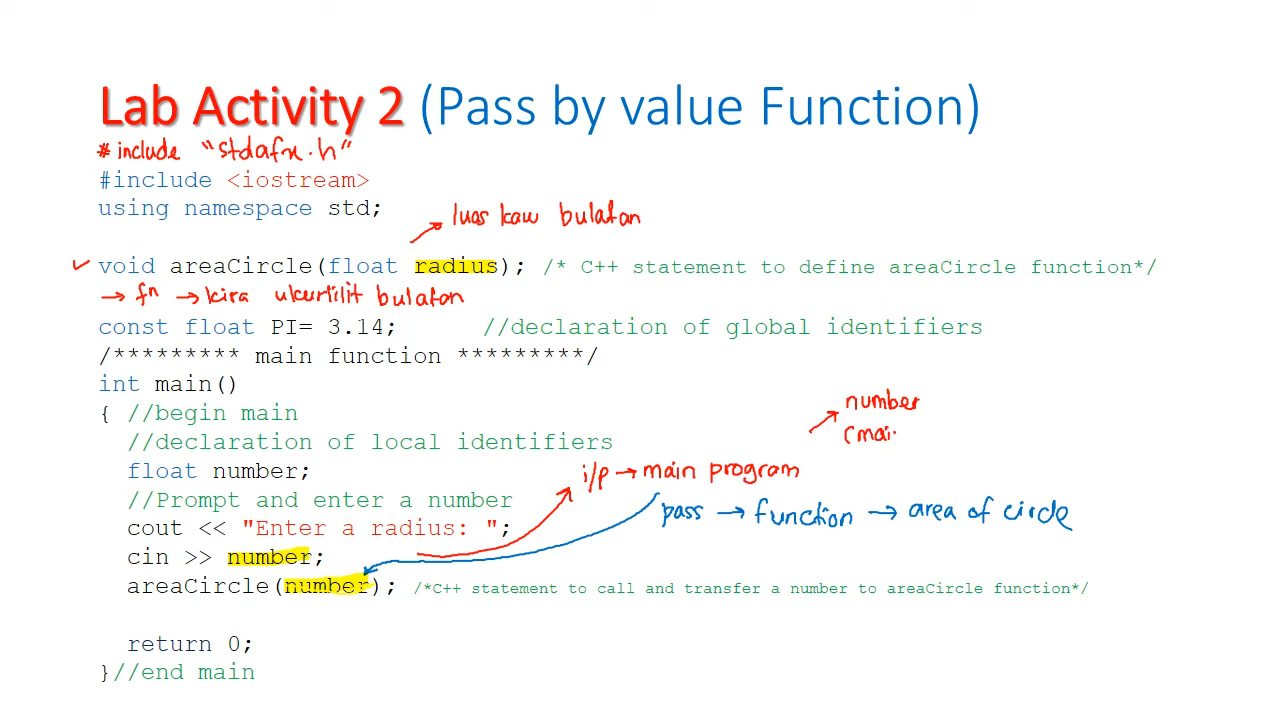 Lab Activity 2 (Pass by value Function)
# include "stdafx.h"
#include <iostream>
using namespace std;
luas kaw bulatan
void areaCircle(float radius); /* C++ statement to define areaCircle function*/
→ fn → kira ukurlilit bulatan
const float PI= 3.14; //declaration of global identifiers
/********* main function *********/
int main()
{ //begin main
number
(mai
//declaration of local identifiers
float number;
i/p → main program
//Prompt and enter a number
pass → function → area of circle
cout << "Enter a radius: ";
cin >> number;
areaCircle(number); /*C++ statement to call and transfer a number to areaCircle function*/
return 0;
}//end main